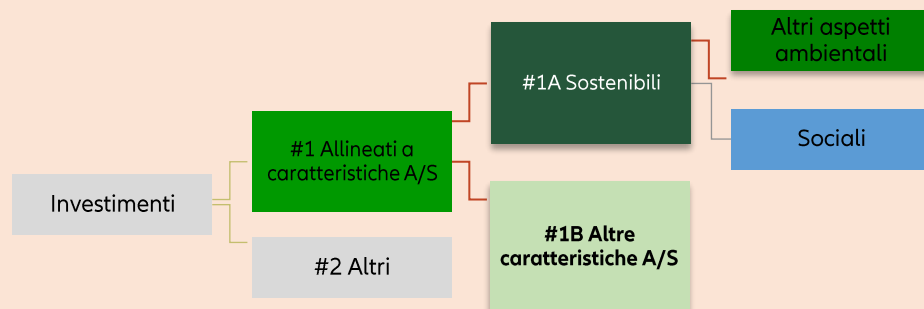 Investimenti
#1 Allineati a
caratteristiche A/S
#2 Altri
#1A Sostenibili
#1B Altre
caratteristiche A/S
Altri aspetti
ambientali
Sociali